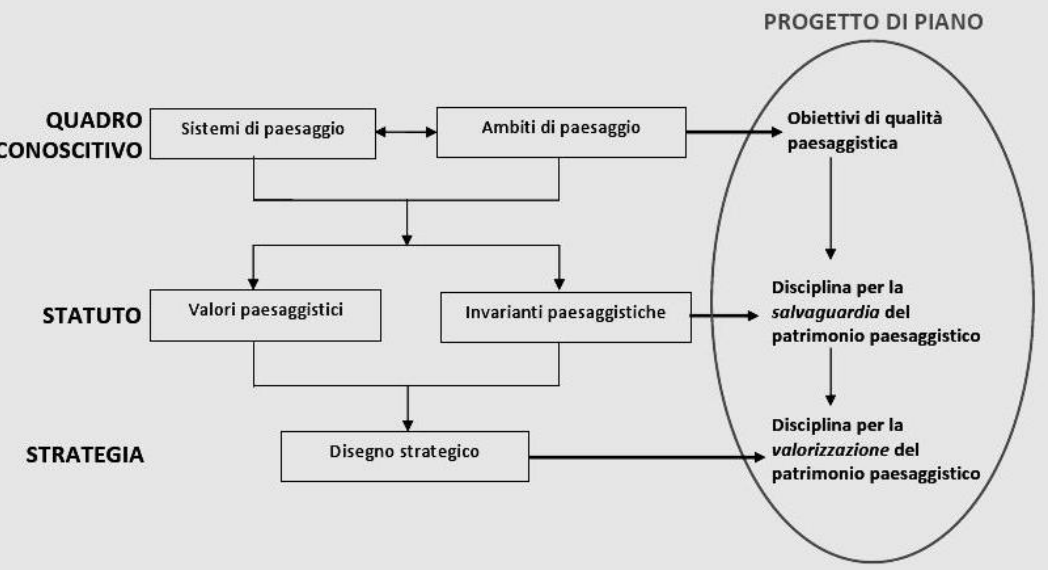 PROGETTO DI PIANO
QUADRO
CONOSCITIVO
Sistemi di paesaggio
Ambiti di paesaggio
Obiettivi di qualità
paesaggistica
STATUTO
Valori paesaggistici
Invarianti paesaggistiche
Disciplina per la
salvaguardia del
patrimonio paesaggistico
STRATEGIA
Disegno strategico
Disciplina per la
valorizzazione del
patrimonio paesaggistico